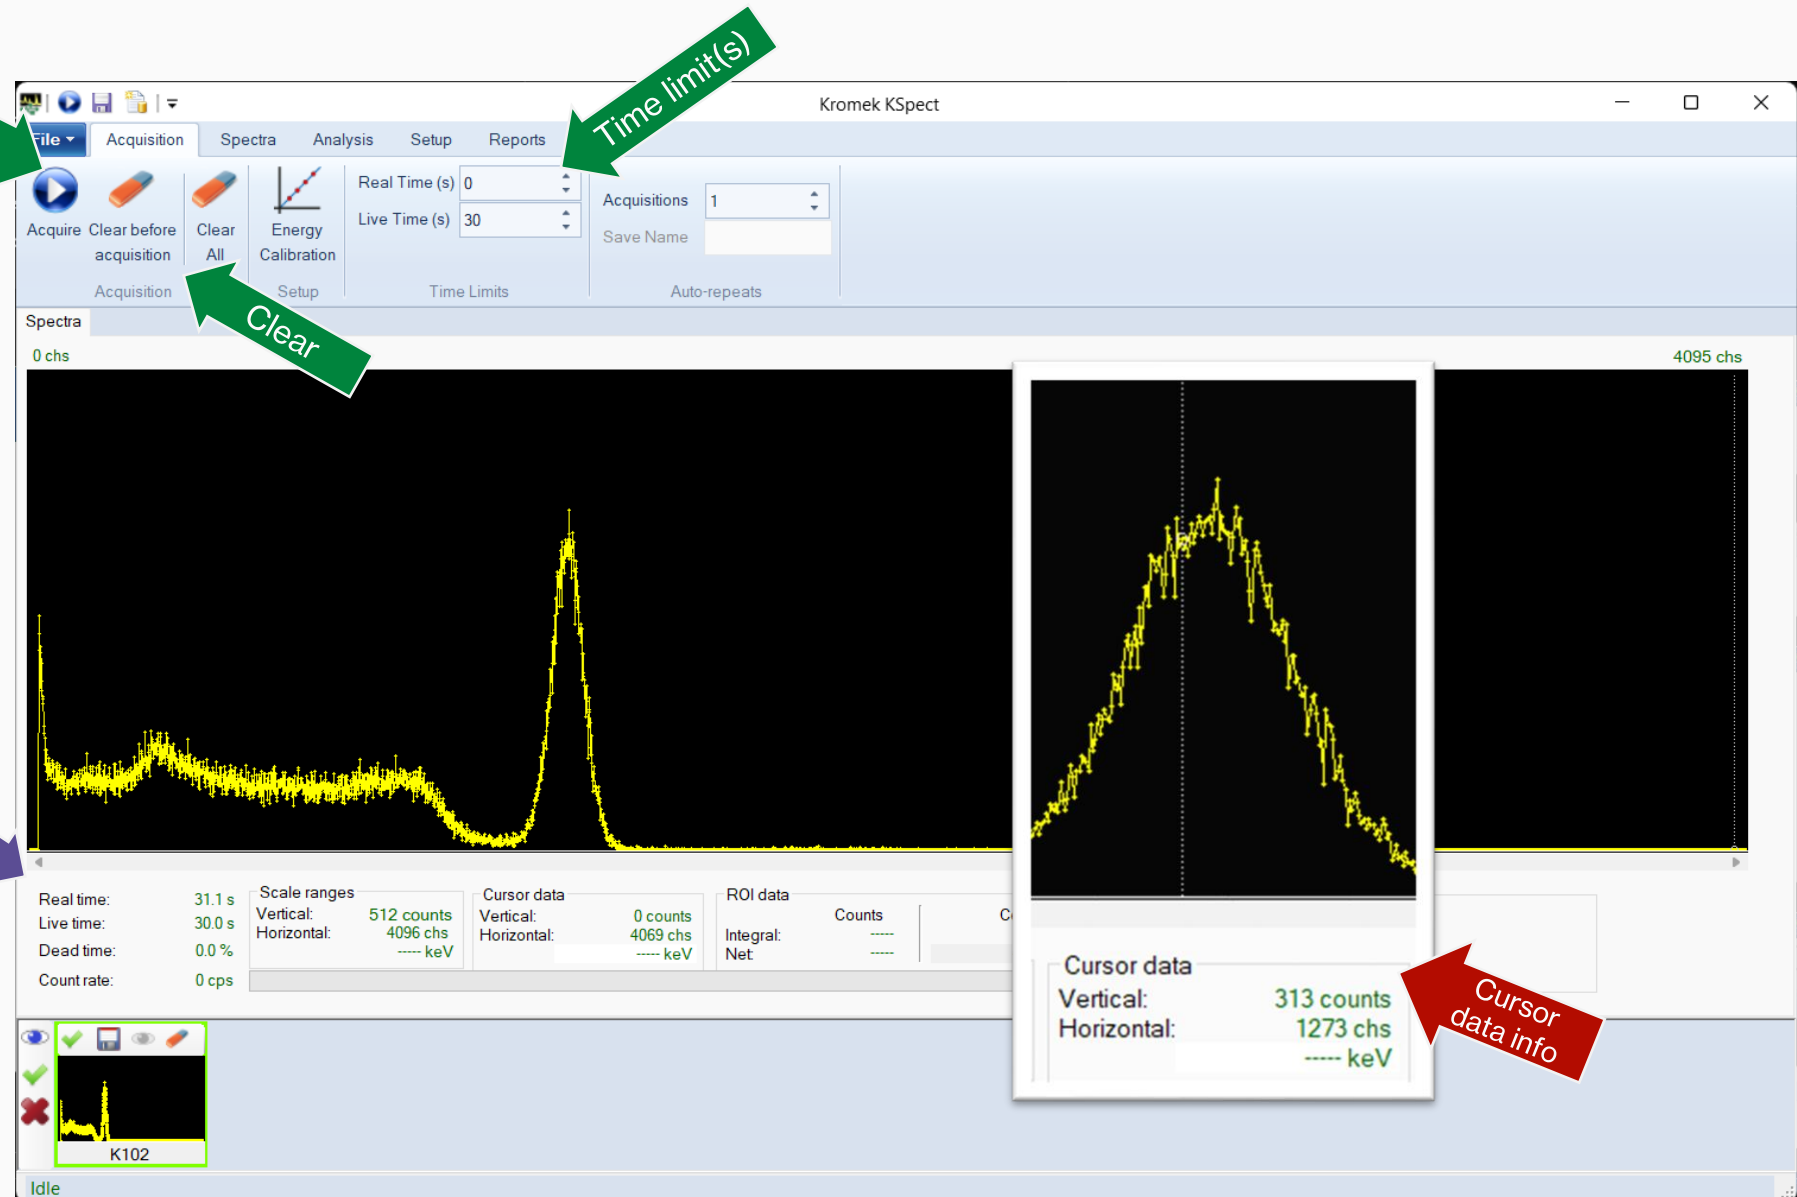 Time limit(s)
Kromek KSpect
File
Acquisition
Spectra
Analysis
Setup
Reports
Acquire
Clear before
acquisition
Clear
All
Energy
Calibration
Real Time (s) 0
Live Time (s) 30
Acquisitions 1
Save Name
Acquisition
Setup
Time Limits
Auto-repeats
Clear
Spectra
0 chs
4095 chs
Real time: 31.1 s
Live time: 30.0 s
Dead time: 0.0 %
Count rate: 0 cps
Scale ranges
Vertical: 512 counts
Horizontal: 4096 chs
----- keV
Cursor data
Vertical: 0 counts
Horizontal: 4069 chs
----- keV
ROI data
Counts
Integral: -----
Net: -----
Cursor data
Vertical: 313 counts
Horizontal: 1273 chs
----- keV
Cursor
data info
K102
Idle